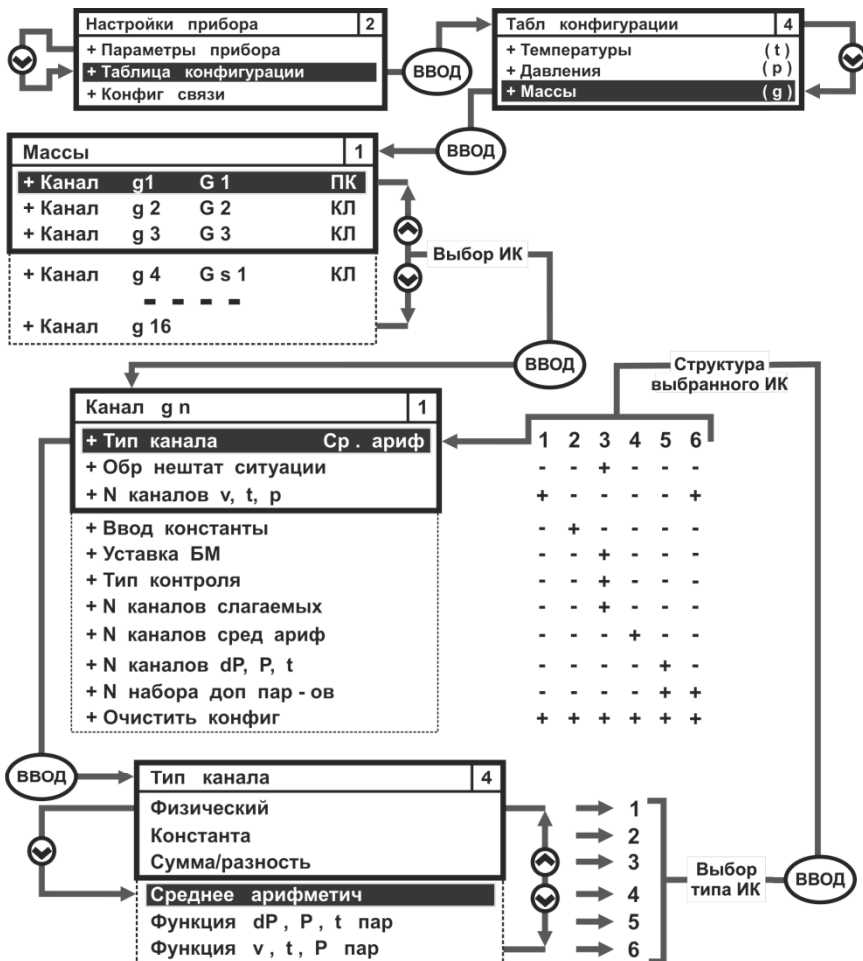 Настройки прибора 2
+ Параметры прибора
+ Таблица конфигурации
+ Конфиг связи
ВВОД
Табл конфигурации 4
+ Температуры (t)
+ Давления (p)
+ Массы (g)
ВВОД
Массы 1
+ Канал g1 G 1 ПК
+ Канал g 2 G 2 КЛ
+ Канал g 3 G 3 КЛ
+ Канал g 4 G s 1 КЛ
- - - -
+ Канал g 16
Выбор ИК
ВВОД
Структура
выбранного ИК
Канал g n 1
1 2 3 4 5 6
+ Тип канала Ср . ариф
+ Обр нештат ситуации - - + - - -
+ N каналов v, t, p + - - - - +
+ Ввод константы - + - - - -
+ Уставка БМ - - + - - -
+ Тип контроля - - + - - -
+ N каналов слагаемых - - + - - -
+ N каналов сред ариф - - - + - -
+ N каналов dP, P, t - - - - + -
+ N набора доп пар - ов - - - - + +
+ Очистить конфиг + + + + + +
ВВОД
Тип канала 4
Физический 1
Константа 2
Сумма/разность 3
Среднее арифметич 4
Функция dP , P , t пар 5
Функция v , t , P пар 6
Выбор
типа ИК
ВВОД